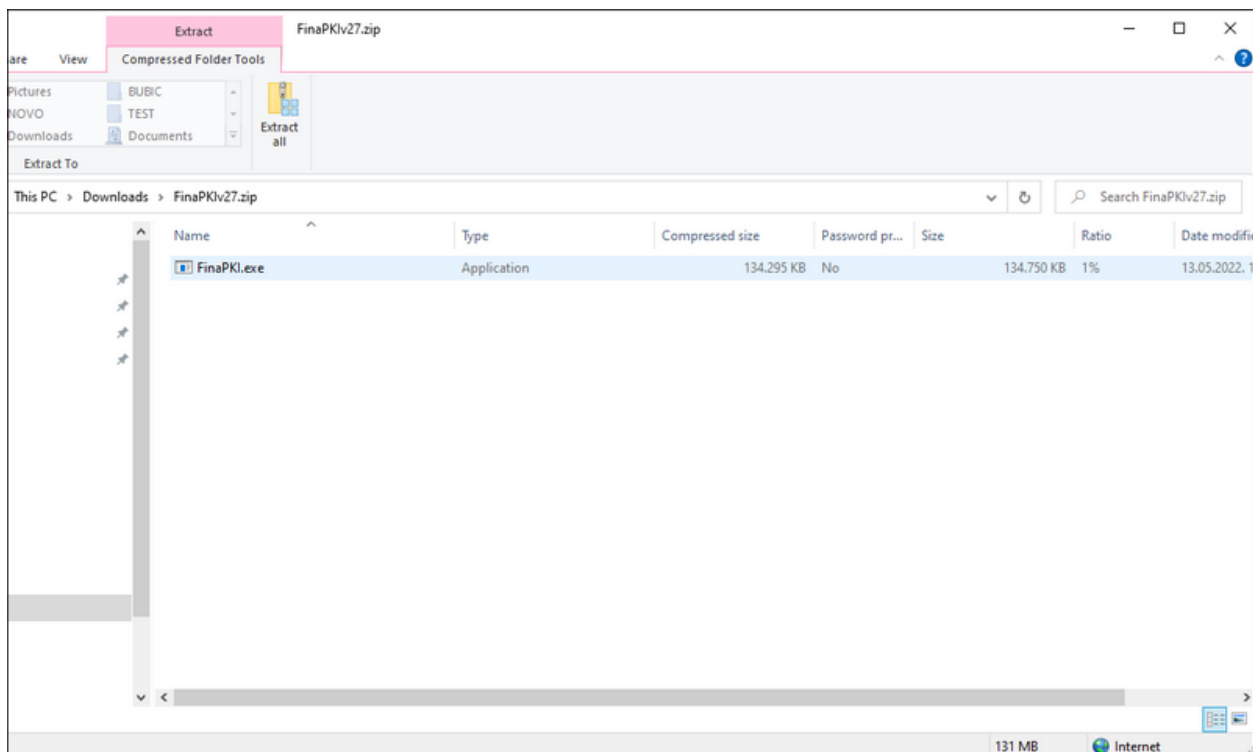 Extract
FinaPKIv27.zip
are View Compressed Folder Tools
Pictures BUBIC
NOVO TEST
Downloads Documents
Extract all
Extract To
This PC > Downloads > FinaPKIv27.zip
Search FinaPKIv27.zip
Name Type Compressed size Password pr... Size Ratio Date modifi
FinaPKI.exe Application 134.295 KB No 134.750 KB 1% 13.05.2022. 1
131 MB Internet